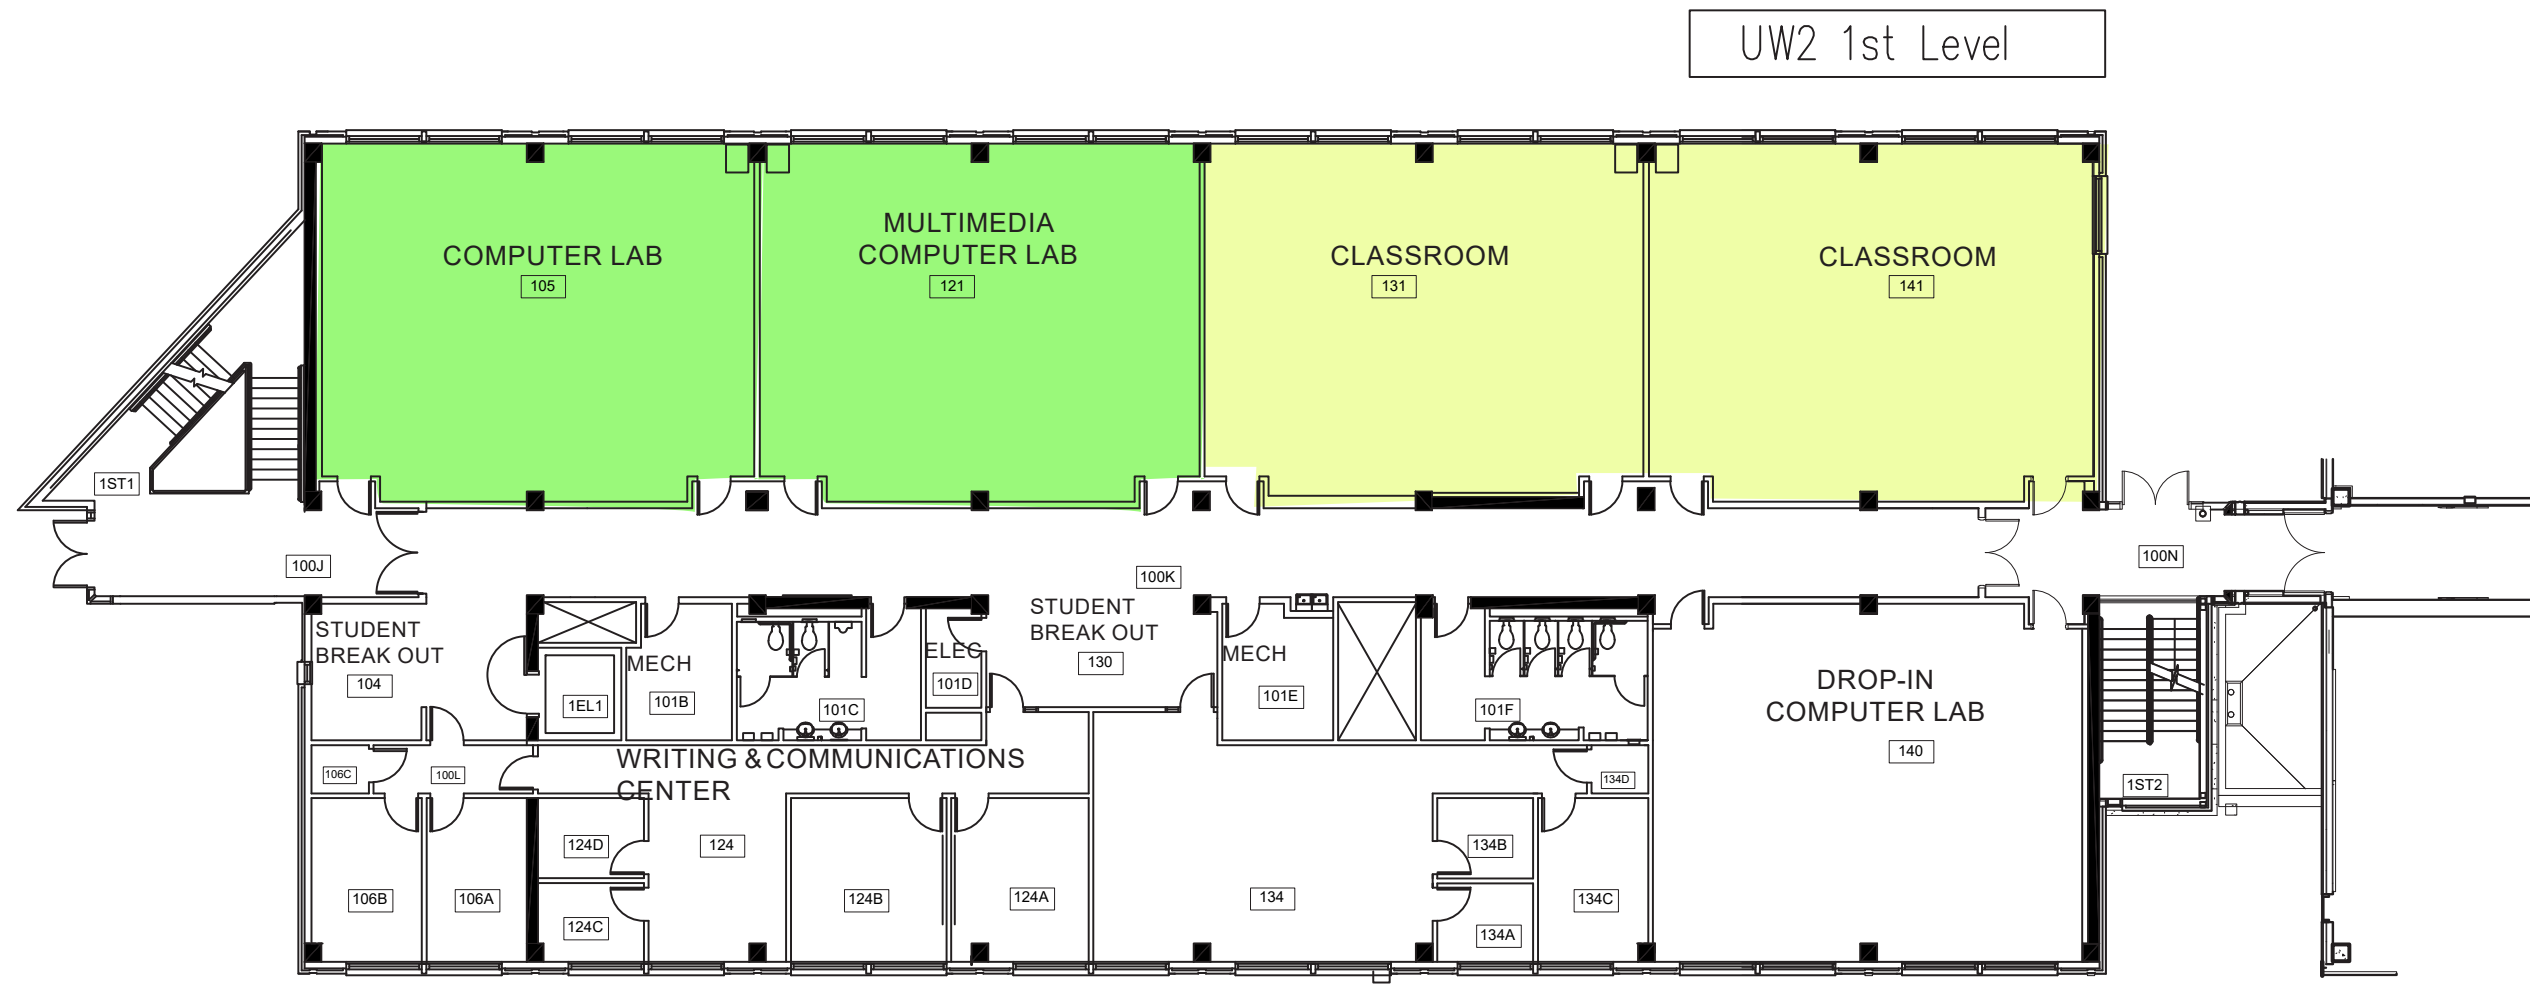 UW2 1st Level
COMPUTER LAB
105
MULTIMEDIA
COMPUTER LAB
121
CLASSROOM
131
CLASSROOM
141
1ST1
100J
100K
100N
STUDENT
BREAK OUT
104
1EL1
MECH
101B
101C
ELEC
101D
STUDENT
BREAK OUT
130
MECH
101E
101F
DROP-IN
COMPUTER LAB
140
1ST2
106C
100L
WRITING & COMMUNICATIONS
CENTER
134D
124D
124
134B
106B
106A
124C
124B
124A
134
134A
134C